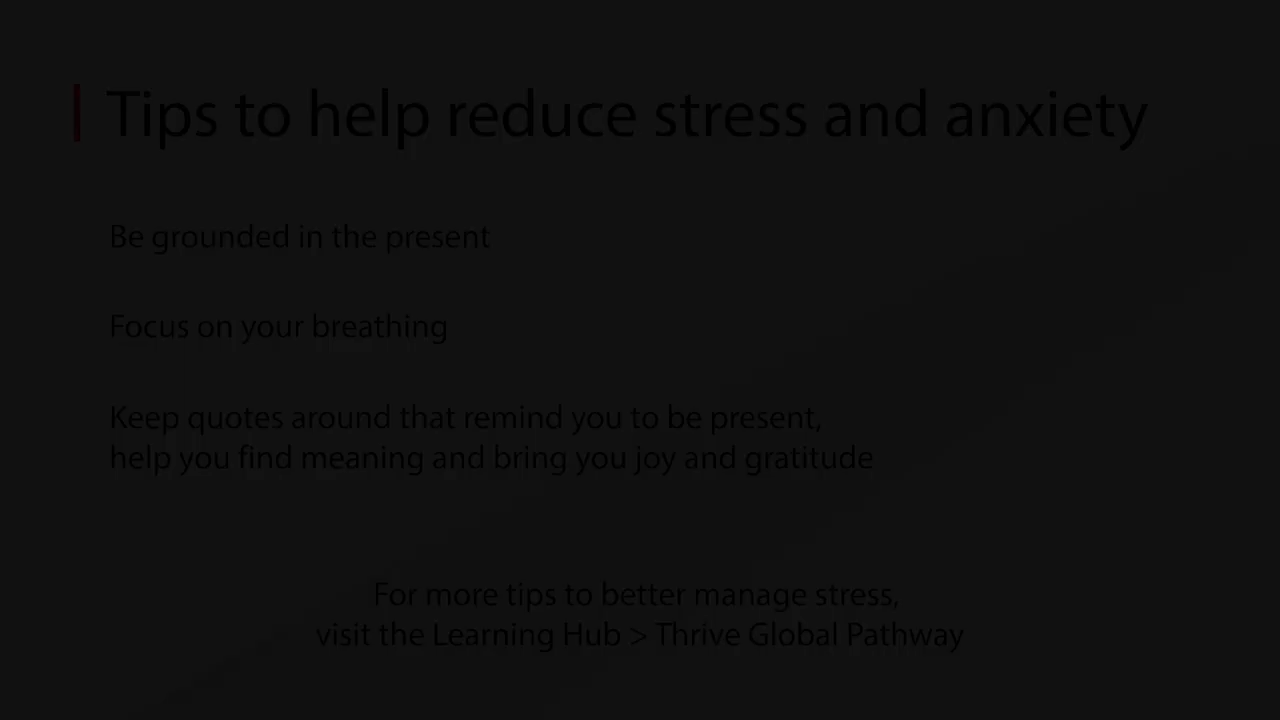 Tips to help reduce stress and anxiety
Be grounded in the present
Focus on your breathing
Keep quotes around that remind you to be present,
help you find meaning and bring you joy and gratitude
For more tips to better manage stress,
visit the Learning Hub > Thrive Global Pathway